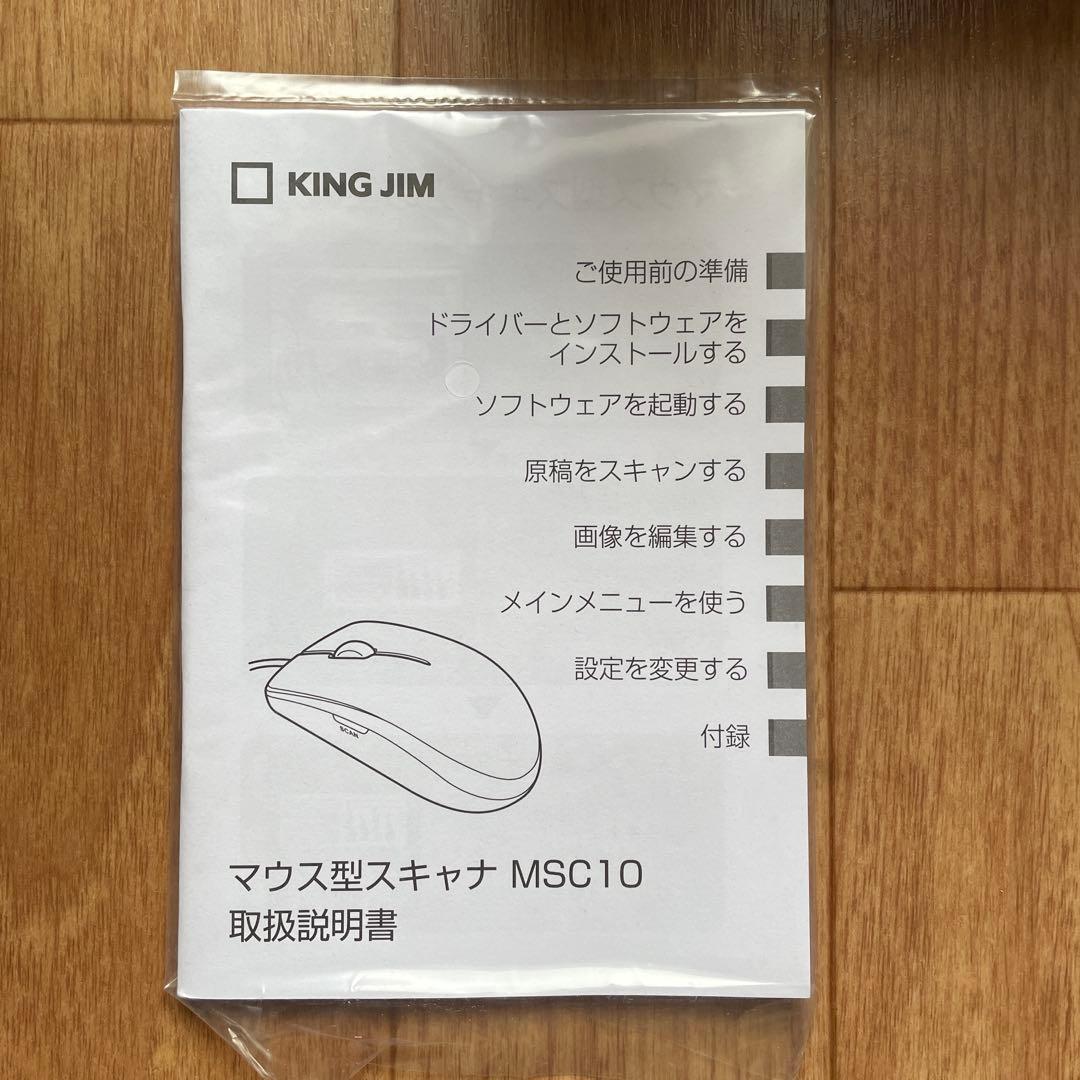 KING JIM
ご使用前の準備
ドライバーとソフトウェアを
インストールする
ソフトウェアを起動する
原稿をスキャンする
画像を編集する
メインメニューを使う
設定を変更する
付録
SCAN
マウス型スキャナ MSC10
取扱説明書